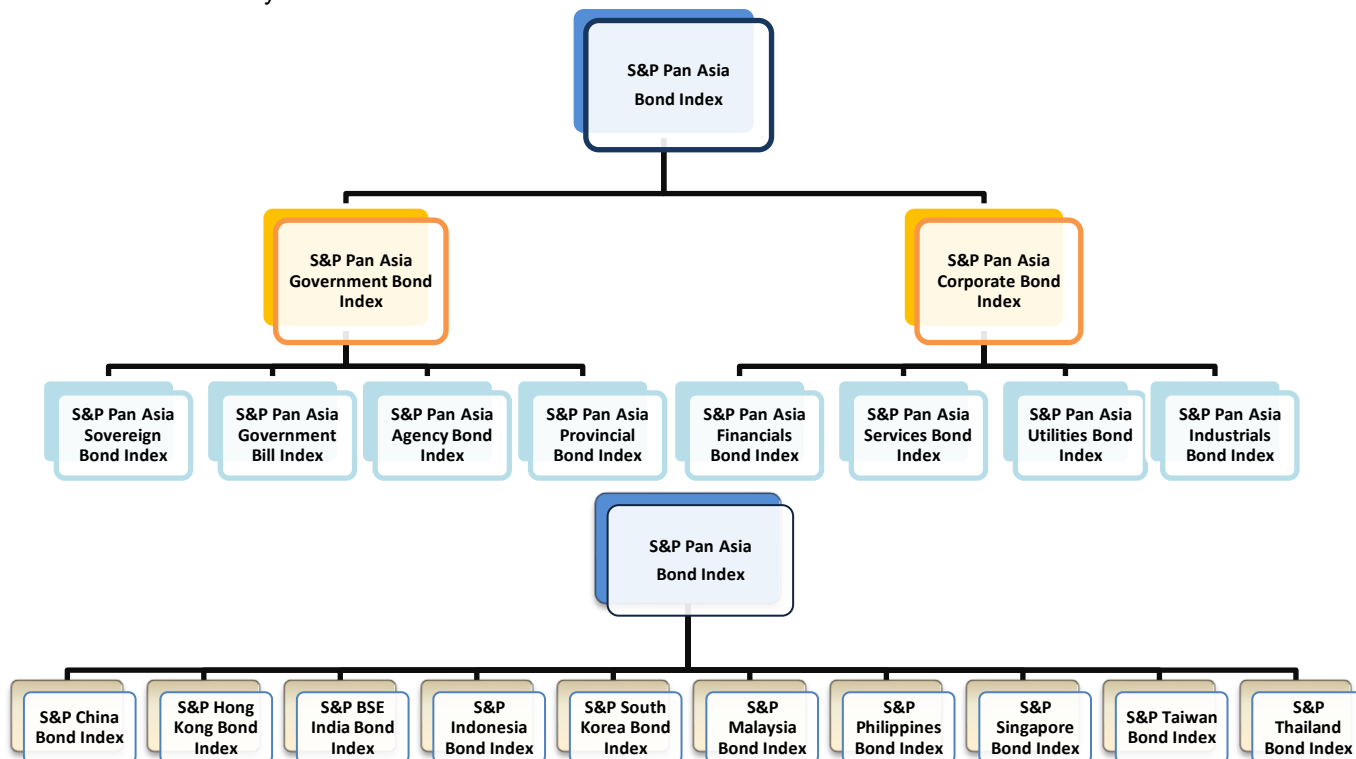 S&P Pan Asia
Bond Index
S&P Pan Asia
Government Bond
Index
S&P Pan Asia
Corporate Bond
Index
S&P Pan Asia
Sovereign
Bond Index
S&P Pan Asia
Government
Bill Index
S&P Pan Asia
Agency Bond
Index
S&P Pan Asia
Provincial
Bond Index
S&P Pan Asia
Financials
Bond Index
S&P Pan Asia
Services Bond
Index
S&P Pan Asia
Utilities Bond
Index
S&P Pan Asia
Industrials
Bond Index
S&P Pan Asia
Bond Index
S&P China
Bond Index
S&P Hong
Kong Bond
Index
S&P BSE
India Bond
Index
S&P
Indonesia
Bond Index
S&P South
Korea Bond
Index
S&P
Malaysia
Bond Index
S&P
Philippines
Bond Index
S&P
Singapore
Bond Index
S&P Taiwan
Bond Index
S&P
Thailand
Bond Index